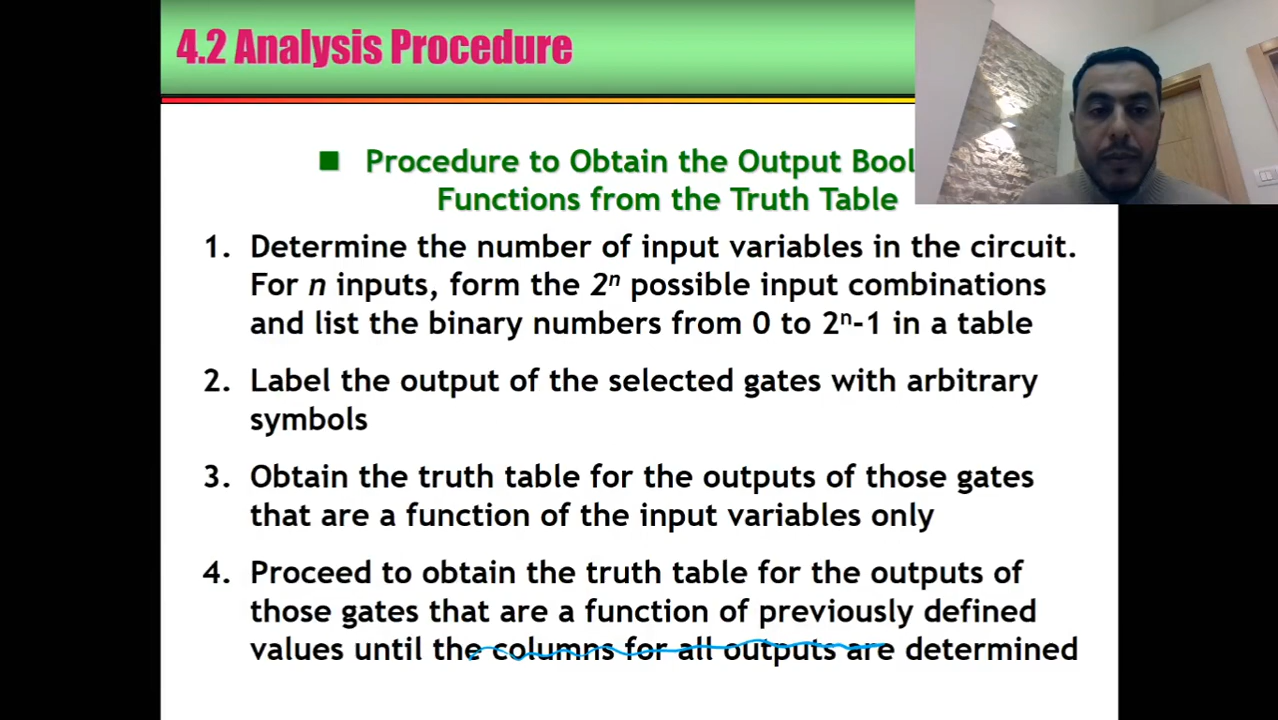 4.2 Analysis Procedure
■ Procedure to Obtain the Output Bool
Functions from the Truth Table
1. Determine the number of input variables in the circuit.
For n inputs, form the 2ⁿ possible input combinations
and list the binary numbers from 0 to 2ⁿ-1 in a table
2. Label the output of the selected gates with arbitrary
symbols
3. Obtain the truth table for the outputs of those gates
that are a function of the input variables only
4. Proceed to obtain the truth table for the outputs of
those gates that are a function of previously defined
values until the columns for all outputs are determined